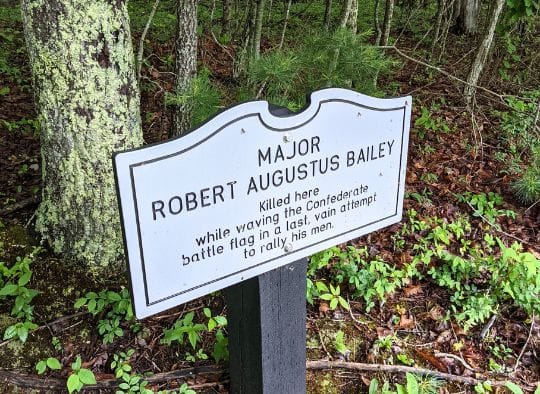 MAJOR
ROBERT AUGUSTUS BAILEY
Killed here
while waving the Confederate
battle flag in a last, vain attempt
to rally his men.